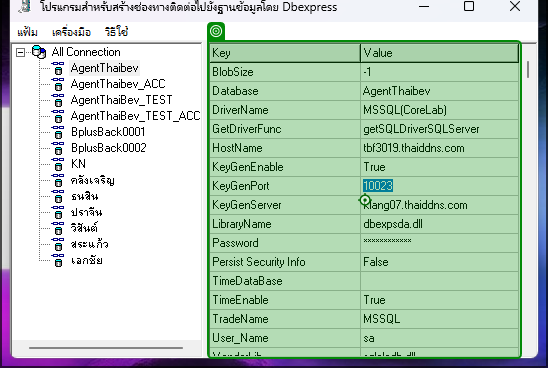 โปรแกรมสำหรับสร้างช่องทางติดต่อไปยังฐานข้อมูลโดย Dbexpress
แฟ้ม เครื่องมือ วิธีใช้
All Connection
AgentThaibev
AgentThaiBev_ACC
AgentThaiBev_TEST
AgentThaiBev_TEST_ACC
BplusBack0001
BplusBack0002
KN
คลังเจริญ
ธนสิน
ปราจีน
วิสันต์
สระแก้ว
เอกชัย
Key Value
BlobSize -1
Database AgentThaibev
DriverName MSSQL(CoreLab)
GetDriverFunc getSQLDriverSQLServer
HostName tbf3019.thaiddns.com
KeyGenEnable True
KeyGenPort 10023
KeyGenServer klang07.thaiddns.com
LibraryName dbexpsda.dll
Password ************
Persist Security Info False
TimeDataBase
TimeEnable True
TradeName MSSQL
User_Name sa
VendorLib sqloledb.dll